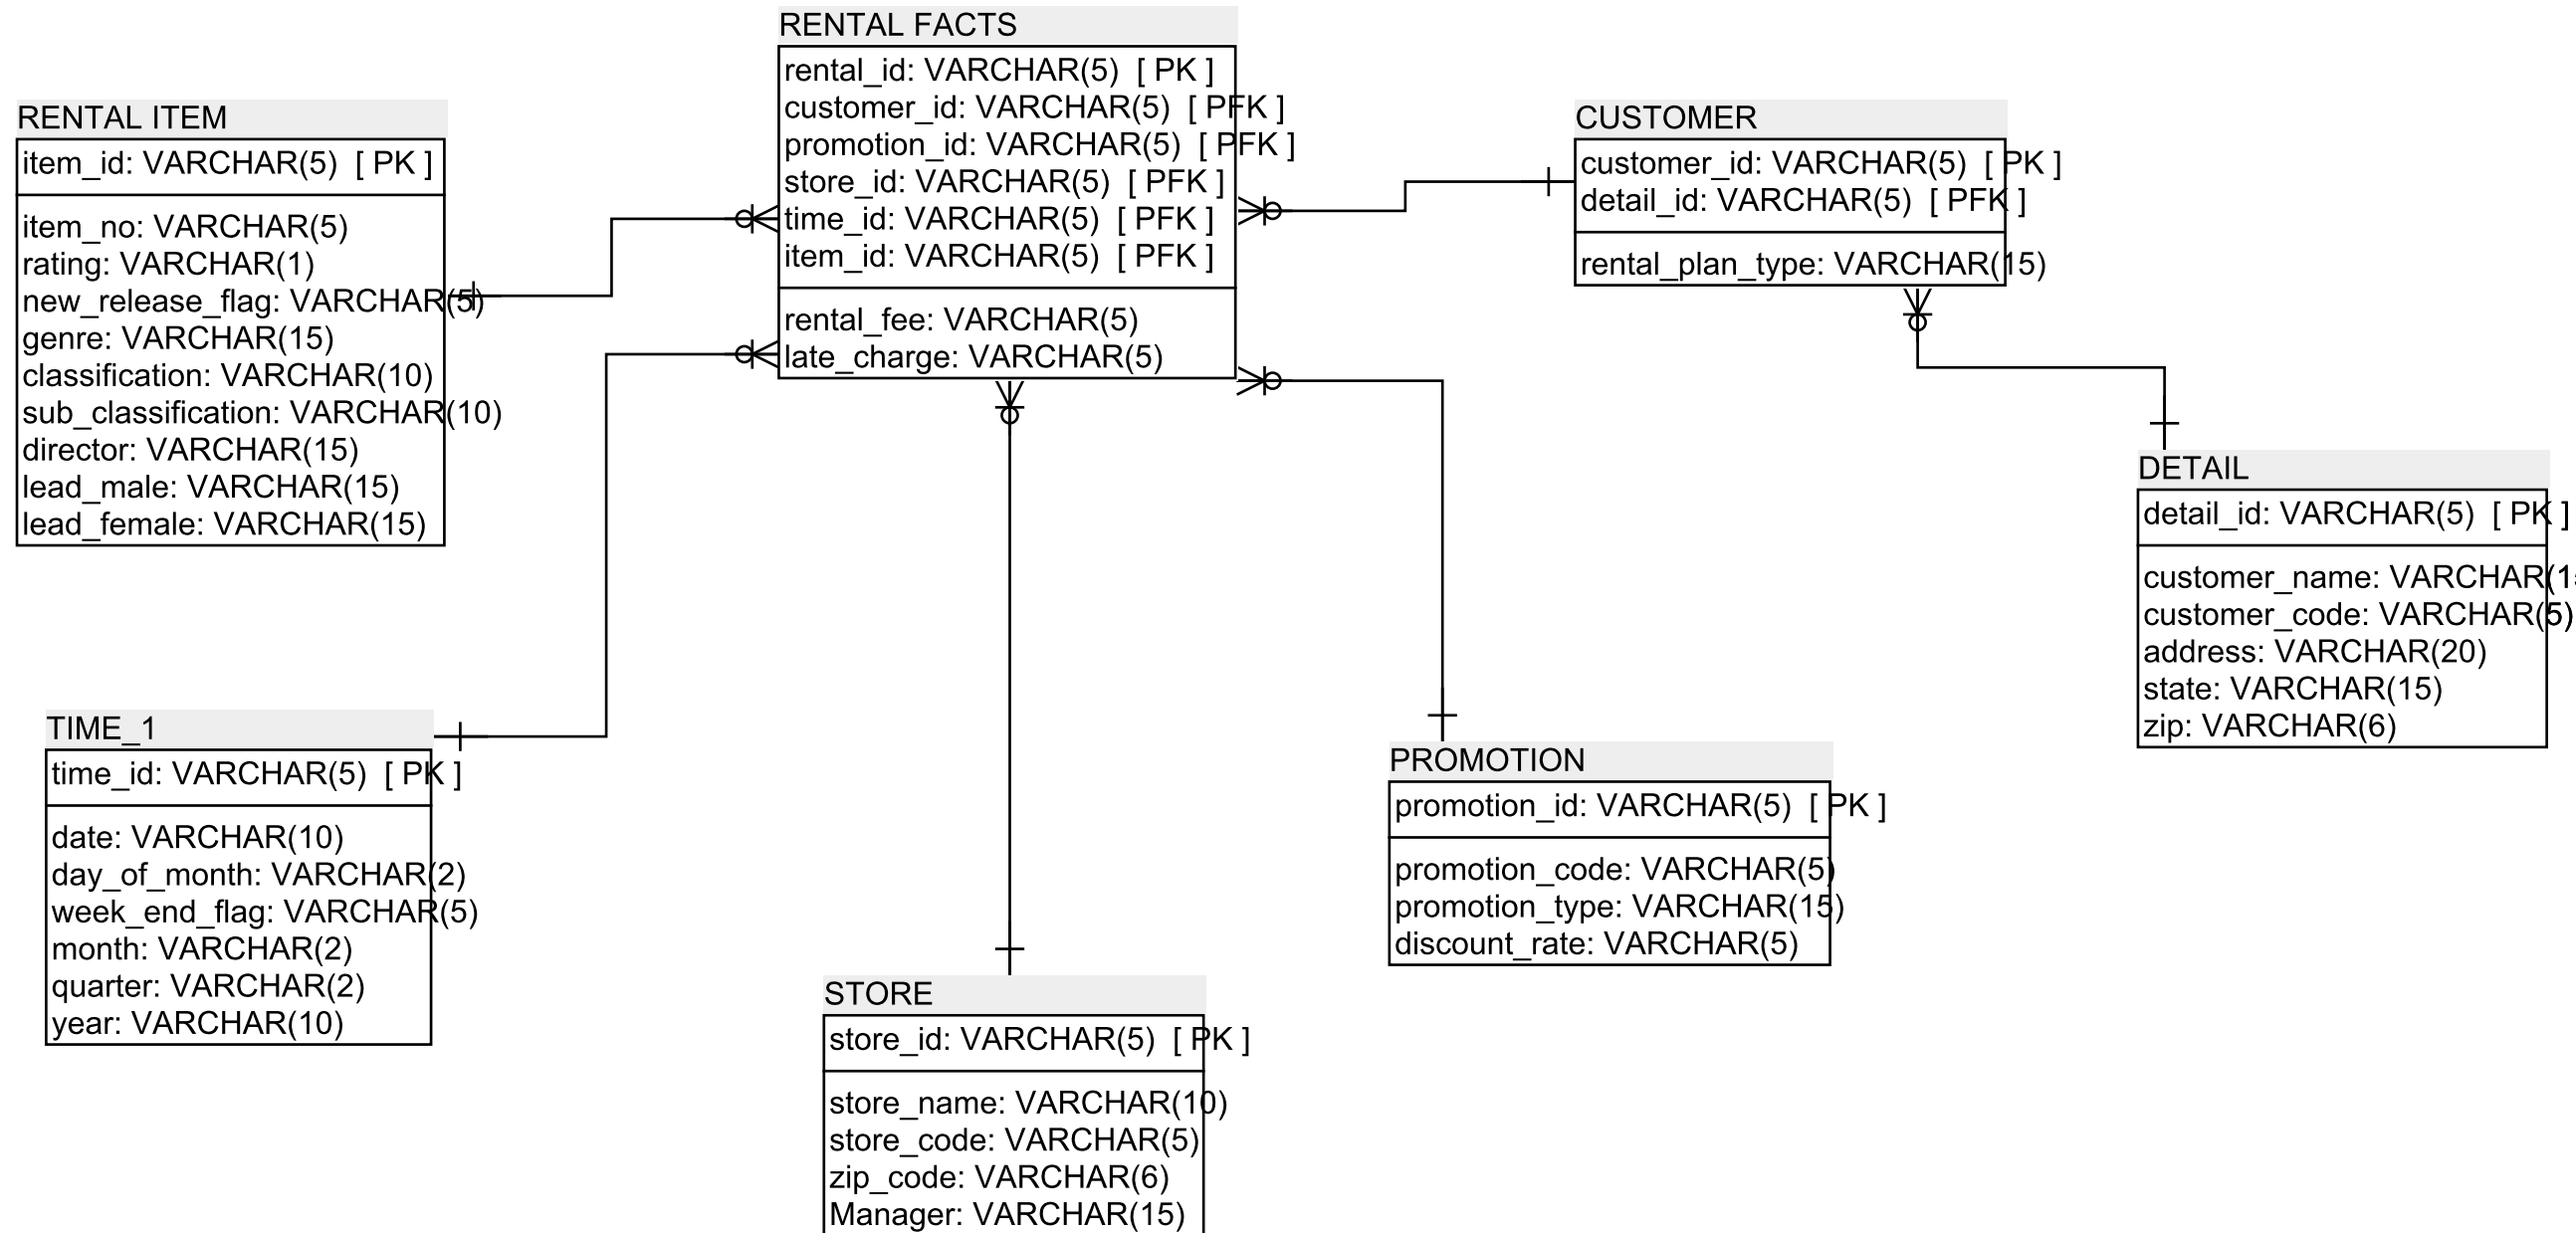 RENTAL FACTS
rental_id: VARCHAR(5) [ PK ]
customer_id: VARCHAR(5) [ PFK ]
promotion_id: VARCHAR(5) [ PFK ]
store_id: VARCHAR(5) [ PFK ]
time_id: VARCHAR(5) [ PFK ]
item_id: VARCHAR(5) [ PFK ]
rental_fee: VARCHAR(5)
late_charge: VARCHAR(5)
RENTAL ITEM
item_id: VARCHAR(5) [ PK ]
item_no: VARCHAR(5)
rating: VARCHAR(1)
new_release_flag: VARCHAR(5)
genre: VARCHAR(15)
classification: VARCHAR(10)
sub_classification: VARCHAR(10)
director: VARCHAR(15)
lead_male: VARCHAR(15)
lead_female: VARCHAR(15)
CUSTOMER
customer_id: VARCHAR(5) [ PK ]
detail_id: VARCHAR(5) [ PFK ]
rental_plan_type: VARCHAR(15)
DETAIL
detail_id: VARCHAR(5) [ PK ]
customer_name:
customer_code: VARCHAR(5)
address: VARCHAR(20)
state: VARCHAR(15)
zip: VARCHAR(6)
TIME_1
time_id: VARCHAR(5) [ PK ]
date: VARCHAR(10)
day_of_month: VARCHAR(2)
week_end_flag: VARCHAR(5)
month: VARCHAR(2)
quarter: VARCHAR(2)
year: VARCHAR(10)
PROMOTION
promotion_id: VARCHAR(5) [ PK ]
promotion_code: VARCHAR(5)
promotion_type: VARCHAR(15)
discount_rate: VARCHAR(5)
STORE
store_id: VARCHAR(5) [ PK ]
store_name: VARCHAR(10)
store_code: VARCHAR(5)
zip_code: VARCHAR(6)
Manager: VARCHAR(15)